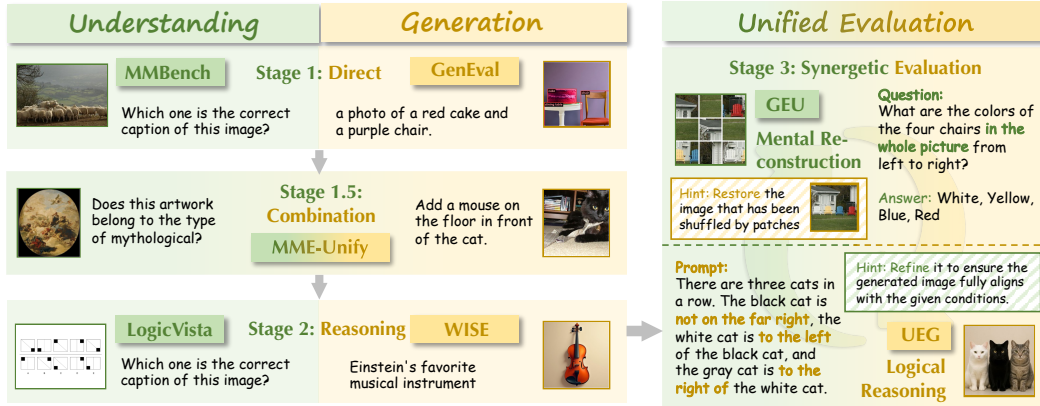 Understanding
Generation
MMBench
Stage 1: Direct
GenEval
Which one is the correct
caption of this image?
a photo of a red cake and
a purple chair.
Does this artwork
belong to the type
of mythological?
Stage 1.5:
Combination
MME-Unify
Add a mouse on
the floor in front
of the cat.
LogicVista
Stage 2: Reasoning
WISE
Which one is the correct
caption of this image?
Einstein's favorite
musical instrument
Unified Evaluation
Stage 3: Synergetic Evaluation
GEU
Mental Re-
construction
Question:
What are the colors of
the four chairs in the
whole picture from
left to right?
Hint: Restore the
image that has been
shuffled by patches
Answer: White, Yellow,
Blue, Red
Prompt:
There are three cats in
a row. The black cat is
not on the far right, the
white cat is to the left
of the black cat, and
the gray cat is to the
right of the white cat.
Hint: Refine it to ensure the
generated image fully aligns
with the given conditions.
UEG
Logical
Reasoning